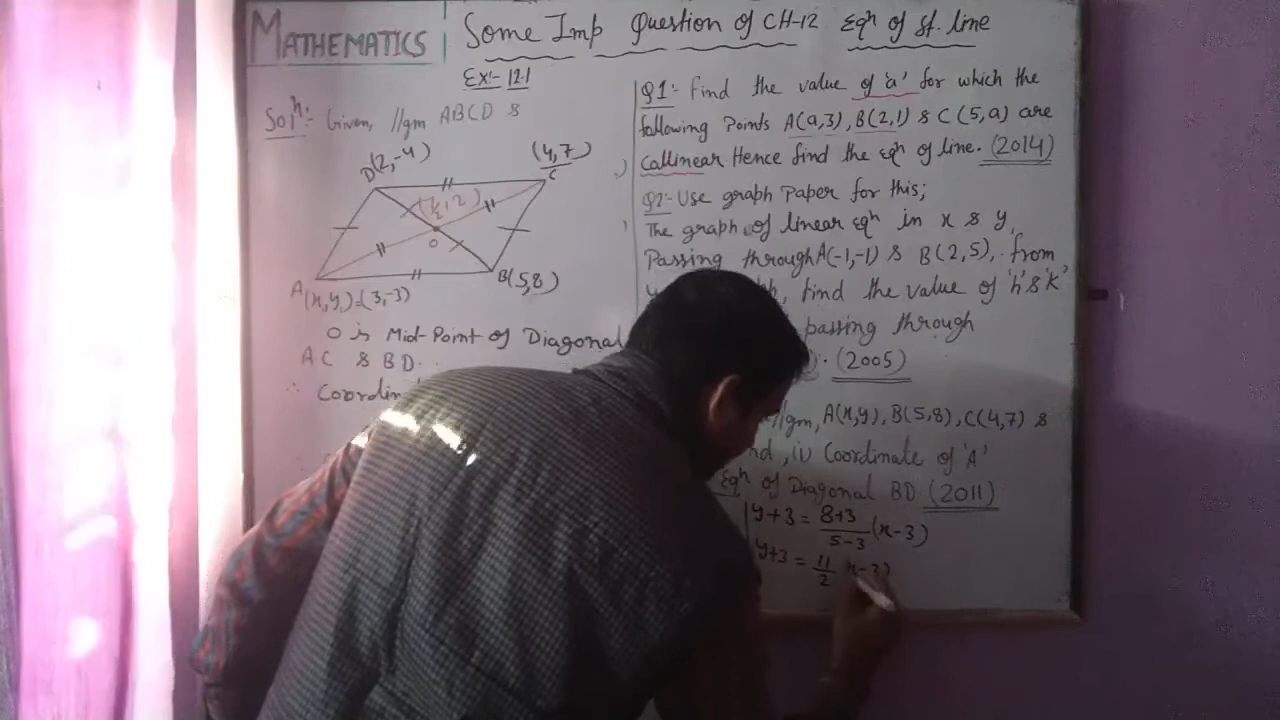 MATHEMATICS
Some Imp Question of CH-12 Eqn of st. line
Ex:- 12.1
Soln:- Given, //gm ABCD &
D(2,-4)
(4,7)
C
(1/2, 2)
O
A(x,y)=(3,-3)
B(5,8)
O is Mid-Point of Diagonal
AC & BD.
∴ Coordin
Q1:- Find the value of 'a' for which the
following Points A(a,3), B(2,1) & C(5,a) are
callinear Hence find the eqn of line. (2014)
Q2:- Use graph Paper for this;
The graph of linear Eqn in x & y,
Passing through A(-1,-1) & B(2,5), from
find the value of 'h' & 'k'
passing through
(2005)
//gm, A(x,y), B(5,8), C(4,7) &
(i) Coordinate of 'A'
Eqn of Diagonal BD (2011)
y+3 = 8+3/5-3 (x-3)
y+3 = 11/2 x-3)